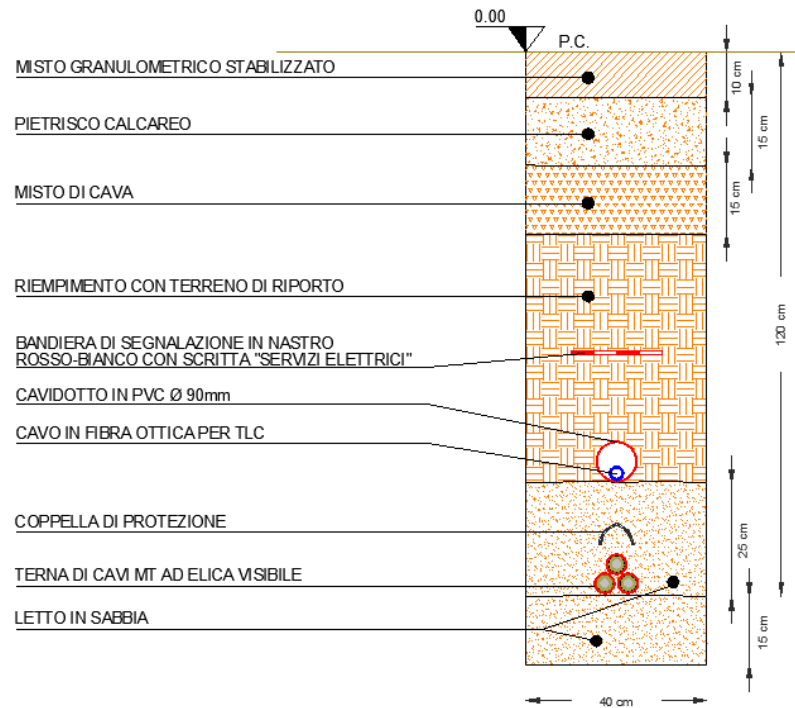 0.00
P.C.
MISTO GRANULOMETRICO STABILIZZATO
10 cm
PIETRISCO CALCAREO
15 cm
MISTO DI CAVA
15 cm
RIEMPIMENTO CON TERRENO DI RIPORTO
120 cm
BANDIERA DI SEGNALAZIONE IN NASTRO
ROSSO-BIANCO CON SCRITTA "SERVIZI ELETTRICI"
CAVIDOTTO IN PVC Ø 90mm
CAVO IN FIBRA OTTICA PER TLC
COPPELLA DI PROTEZIONE
25 cm
TERNA DI CAVI MT AD ELICA VISIBILE
LETTO IN SABBIA
15 cm
40 cm